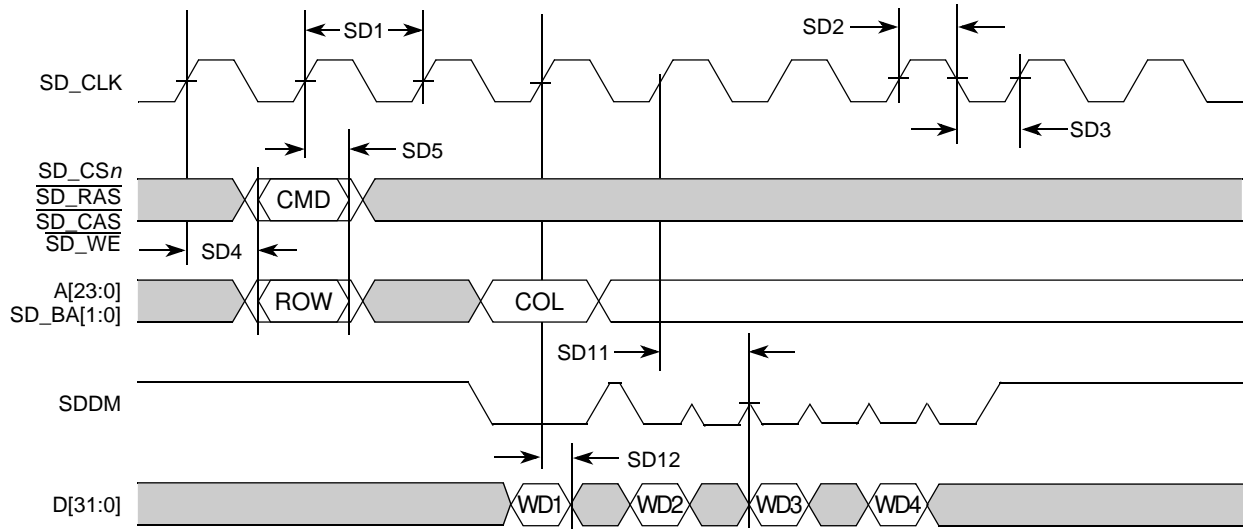 SD1
SD2
SD_CLK
SD3
SD5
SD_CSn
SD_RAS
SD_CAS
SD_WE
CMD
SD4
A[23:0]
SD_BA[1:0]
ROW
COL
SD11
SDDM
SD12
D[31:0]
WD1
WD2
WD3
WD4